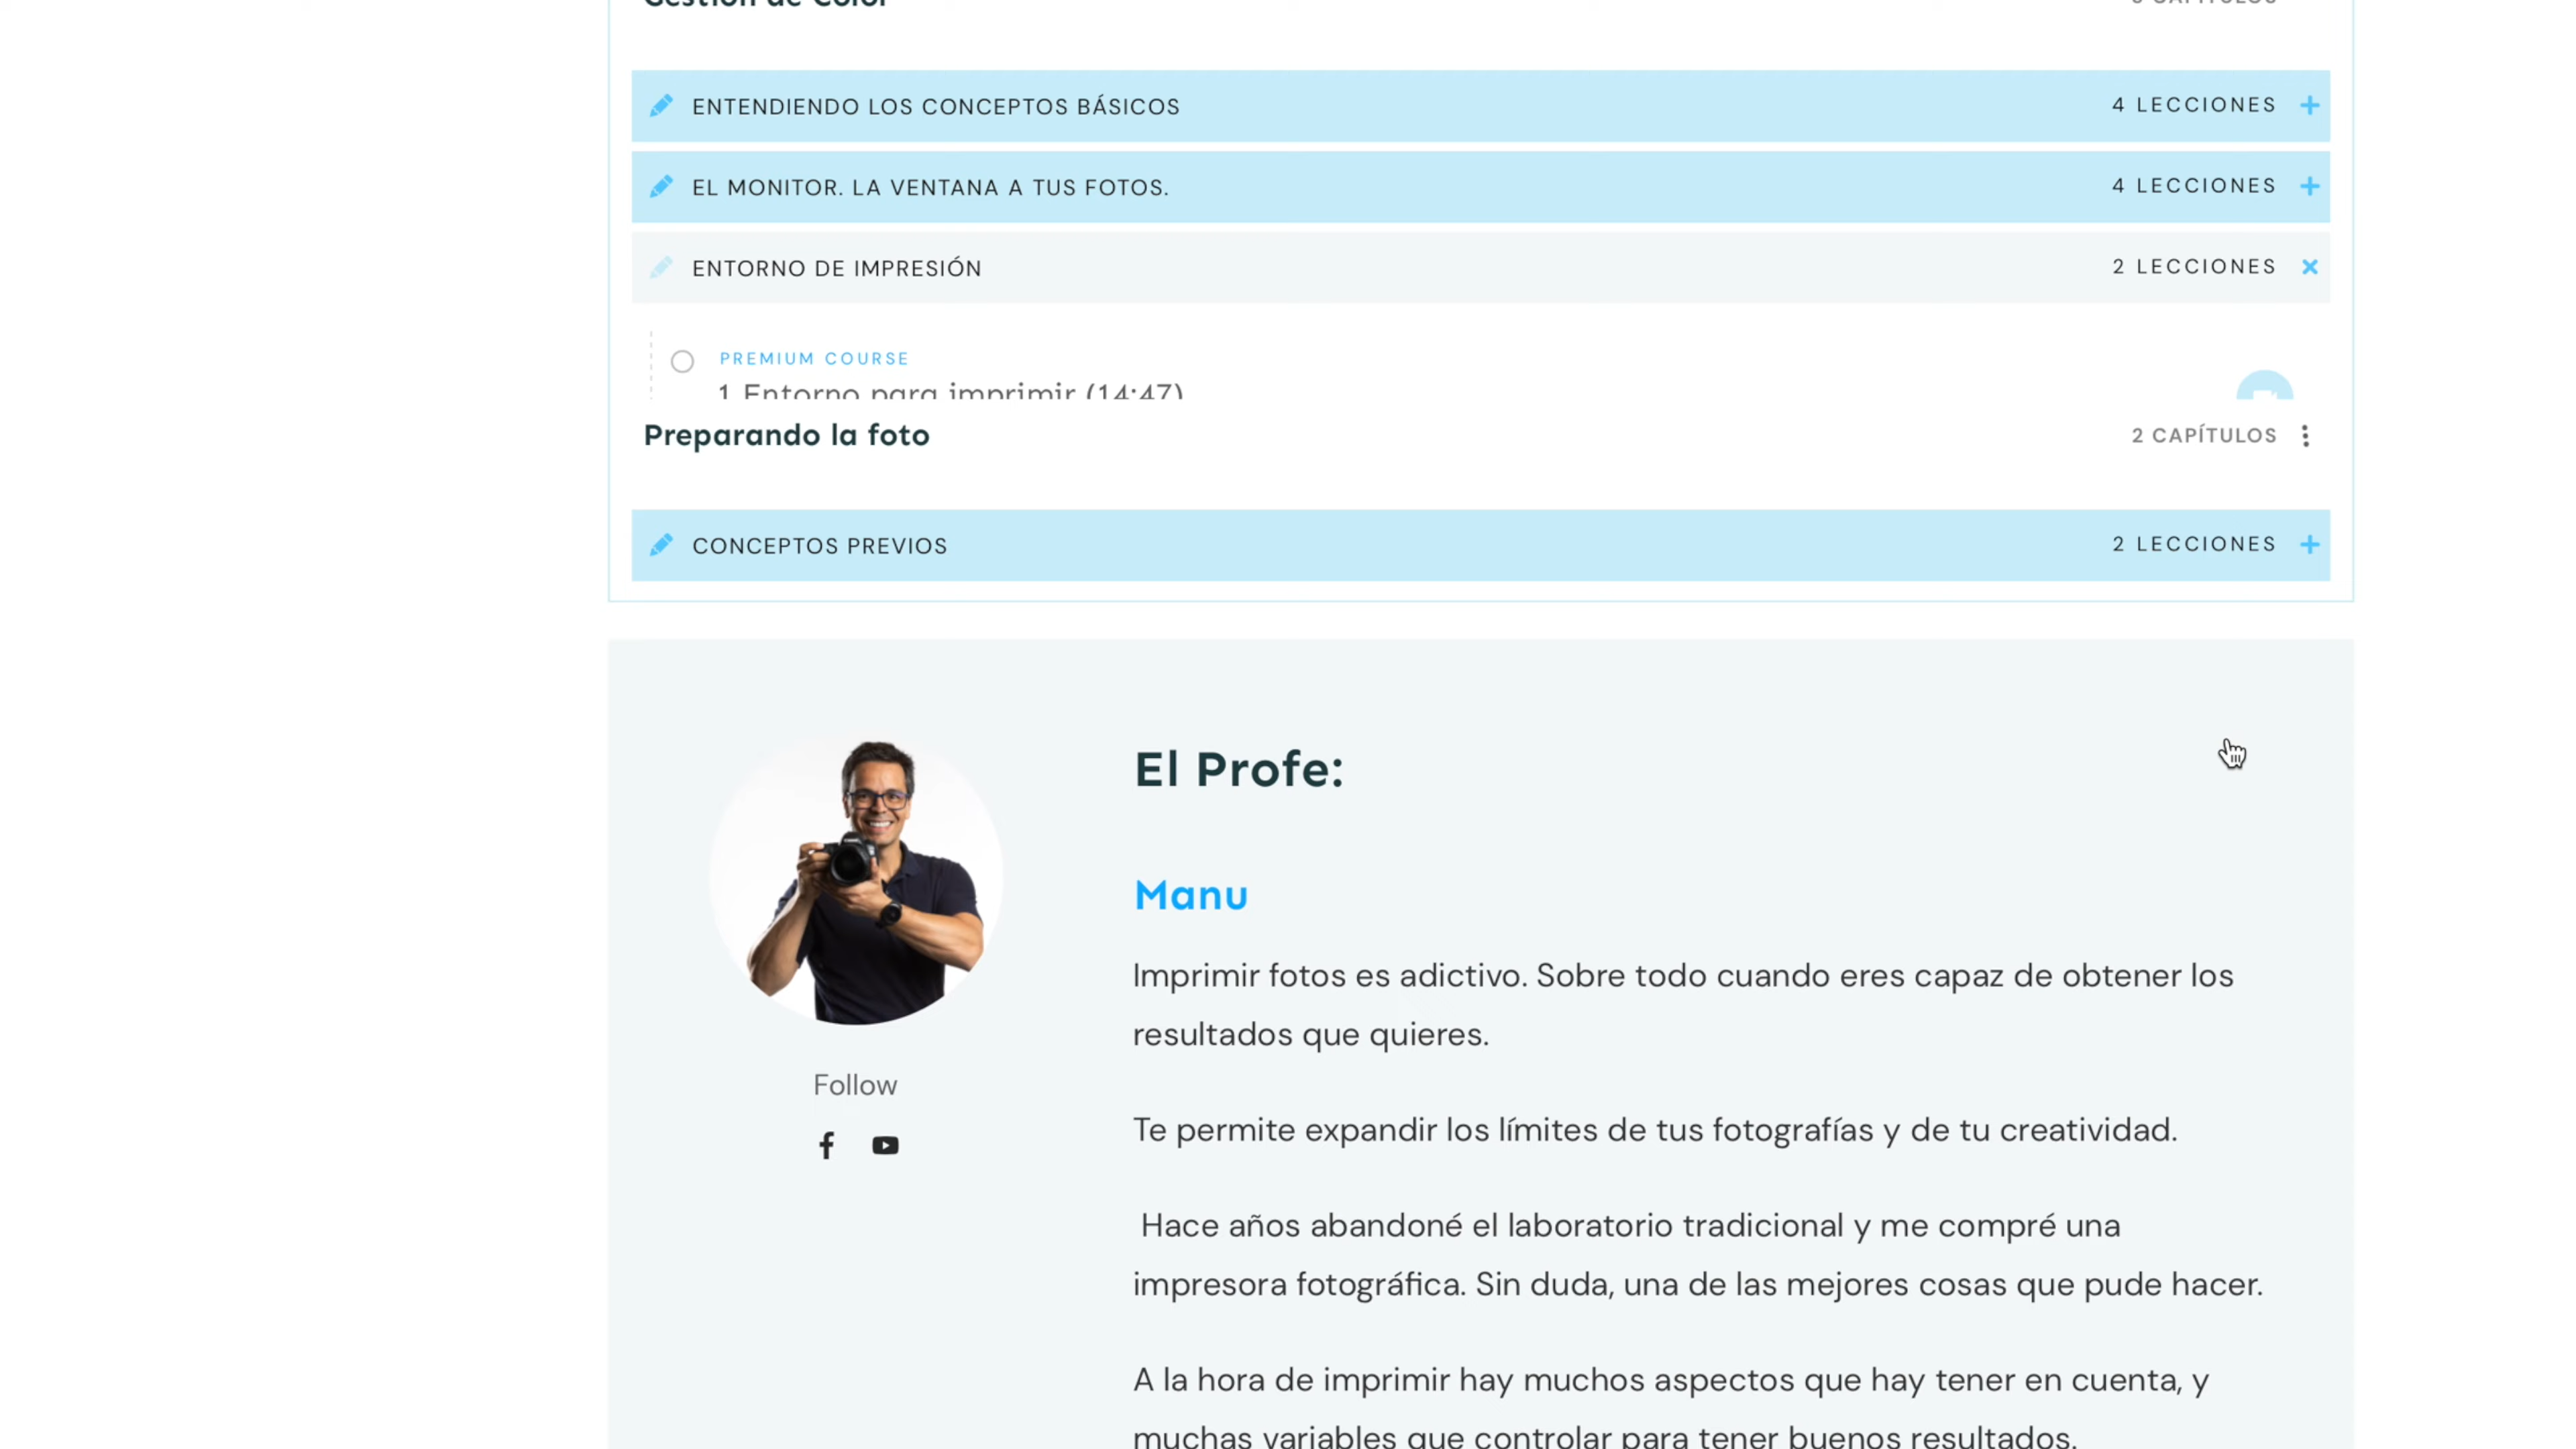 Gestión de Color
CAPÍTULOS
ENTENDIENDO LOS CONCEPTOS BÁSICOS 4 LECCIONES
EL MONITOR. LA VENTANA A TUS FOTOS. 4 LECCIONES
ENTORNO DE IMPRESIÓN 2 LECCIONES
PREMIUM COURSE
1 Entorno para imprimir (14:47)
Preparando la foto 2 CAPÍTULOS
CONCEPTOS PREVIOS 2 LECCIONES
El Profe:
Manu
Imprimir fotos es adictivo. Sobre todo cuando eres capaz de obtener los
resultados que quieres.
Follow
Te permite expandir los límites de tus fotografías y de tu creatividad.
Hace años abandoné el laboratorio tradicional y me compré una
impresora fotográfica. Sin duda, una de las mejores cosas que pude hacer.
A la hora de imprimir hay muchos aspectos que hay tener en cuenta, y
muchas variables que controlar para tener buenos resultados.